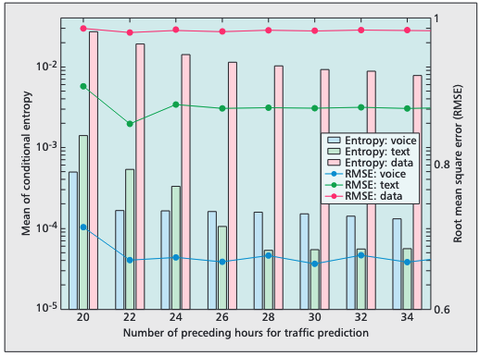 1
10-2
10-3
10-4
10-5
Mean of conditional entropy
Entropy: voice
Entropy: text
Entropy: data
RMSE: voice
RMSE: text
RMSE: data
0.8
0.6
Root mean square error (RMSE)
20 22 24 26 28 30 32 34
Number of preceding hours for traffic prediction